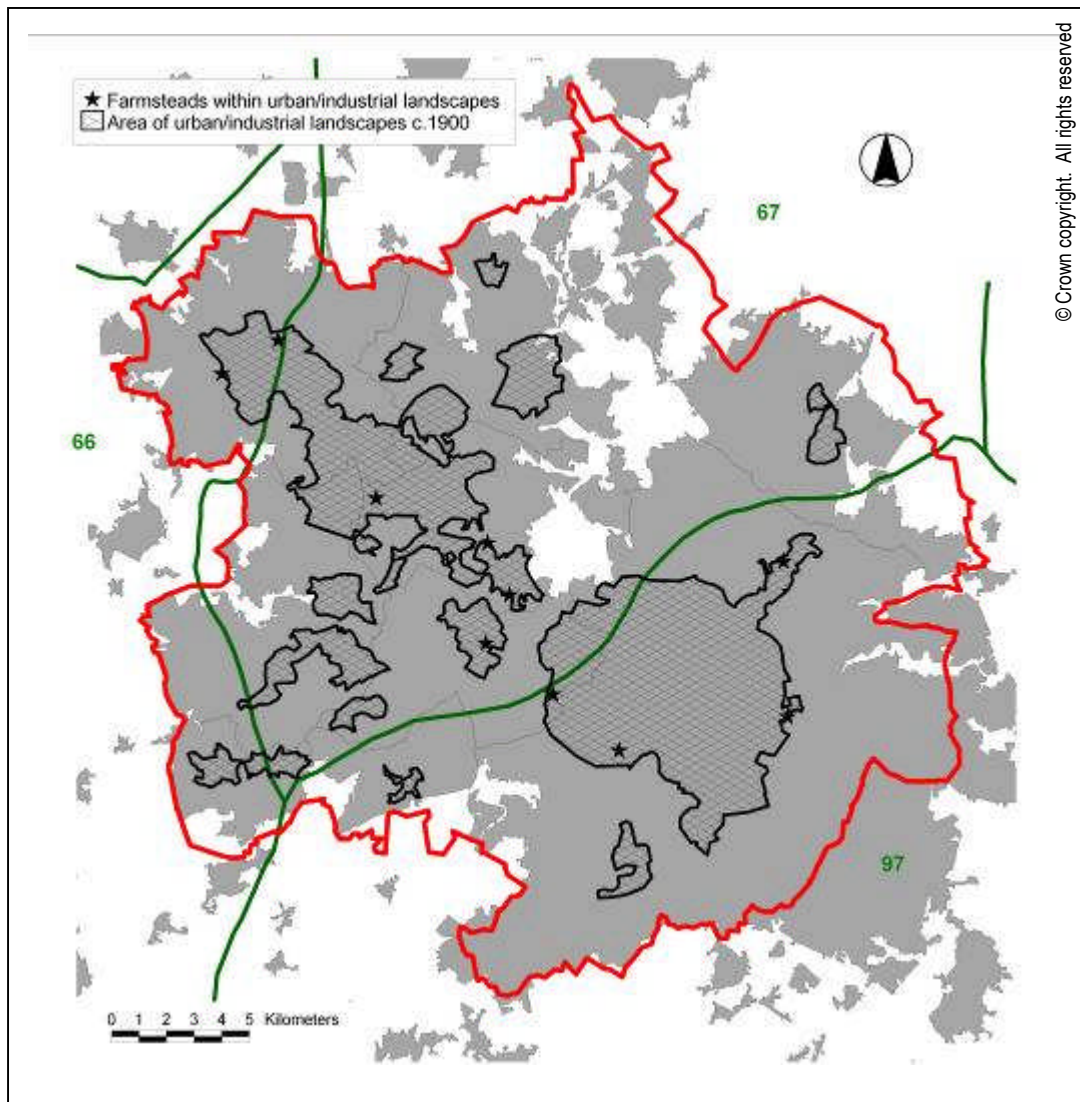 © Crown copyright. All rights reserved
Farmsteads within urban/industrial landscapes
Area of urban/industrial landscapes c.1900
67
66
97
0 1 2 3 4 5 Kilometers